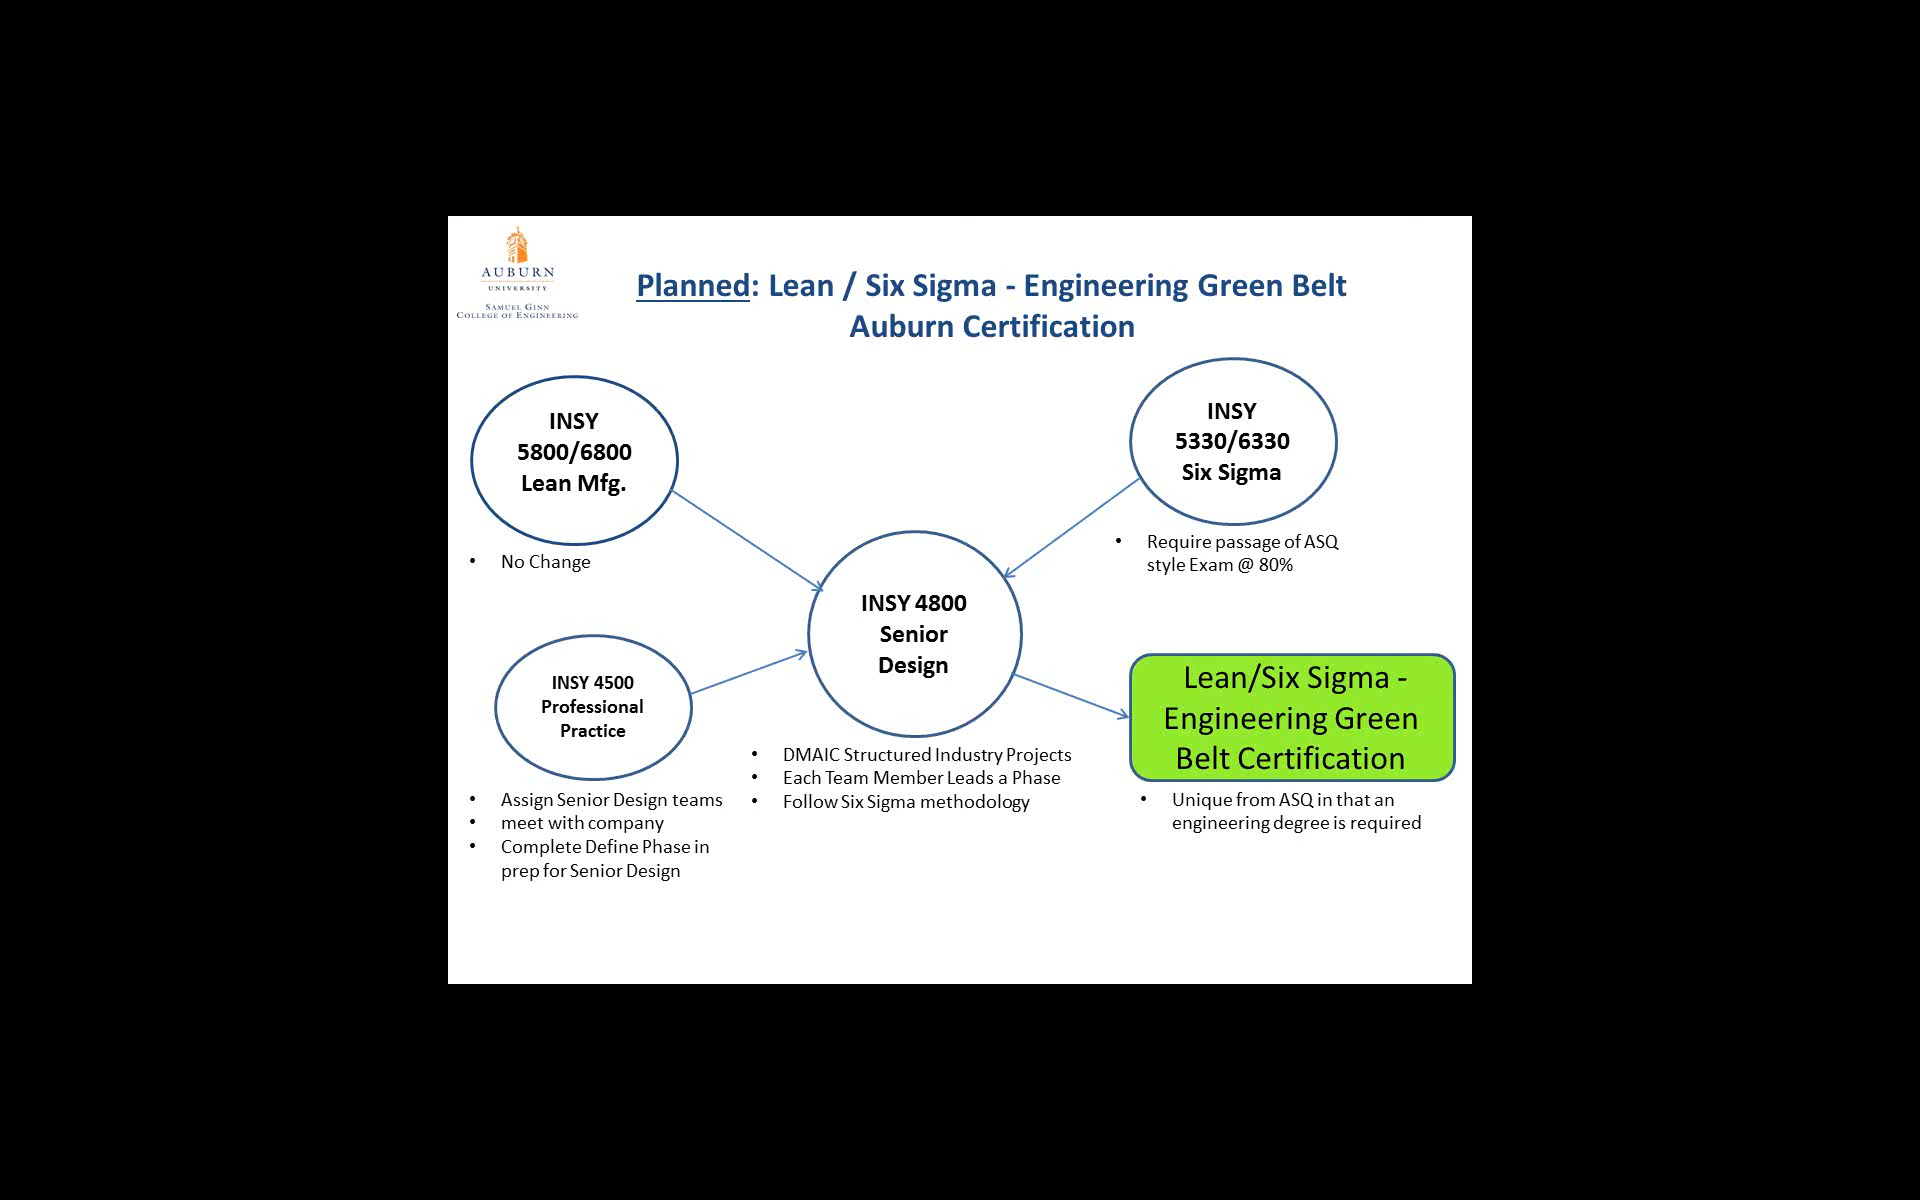 AUBURN
UNIVERSITY
SAMUEL GINN
COLLEGE OF ENGINEERING
Planned: Lean / Six Sigma - Engineering Green Belt
Auburn Certification
INSY
5800/6800
Lean Mfg.
• No Change
INSY
5330/6330
Six Sigma
• Require passage of ASQ
style Exam @ 80%
INSY 4500
Professional
Practice
• Assign Senior Design teams
• meet with company
• Complete Define Phase in
prep for Senior Design
INSY 4800
Senior
Design
• DMAIC Structured Industry Projects
• Each Team Member Leads a Phase
• Follow Six Sigma methodology
Lean/Six Sigma -
Engineering Green
Belt Certification
• Unique from ASQ in that an
engineering degree is required